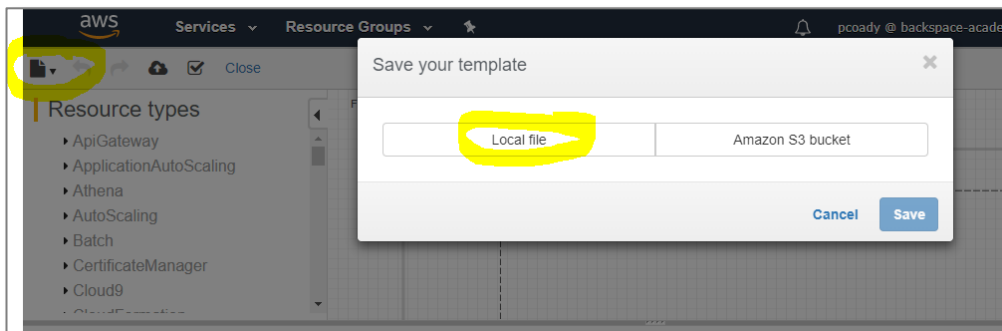 aws Services Resource Groups pcoady @ backspace-acade
Close
Save your template
Resource types
Local file Amazon S3 bucket
ApiGateway
ApplicationAutoScaling
Athena
AutoScaling
Cancel Save
Batch
CertificateManager
Cloud9
CloudFormation